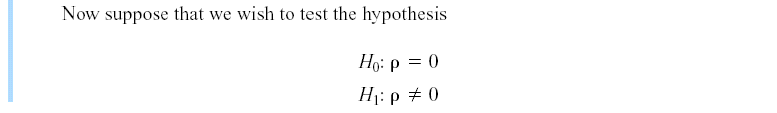 Now suppose that we wish to test the hypothesis
H₀: ρ = 0
H₁: ρ ≠ 0